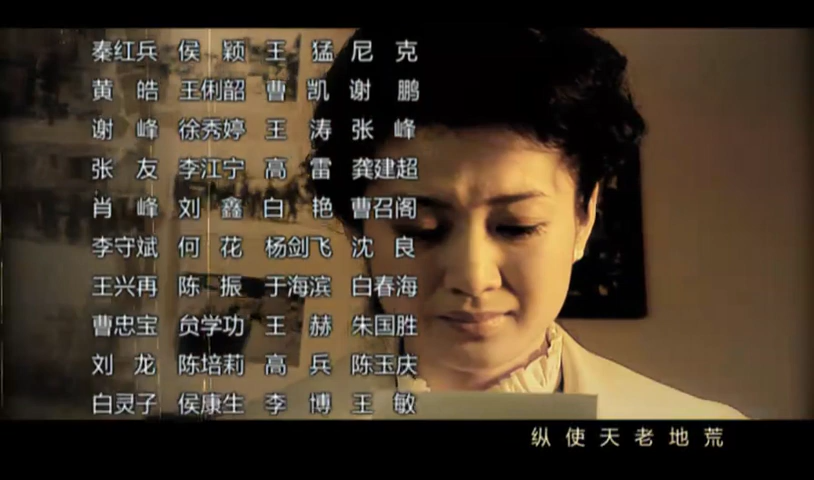 秦红兵 侯颖 王猛 尼克
黄皓 王俐韶 曹凯 谢鹏
谢峰 徐秀婷 王涛 张峰
张友 李江宁 高雷 龚建超
肖峰 刘鑫 白艳 曹召阁
李守斌 何花 杨剑飞 沈良
王兴再 陈振 于海滨 白春海
曹忠宝 贠学功 王赫 朱国胜
刘龙 陈培莉 高兵 陈玉庆
白灵子 侯康生 李博 王敏
纵使天老地荒